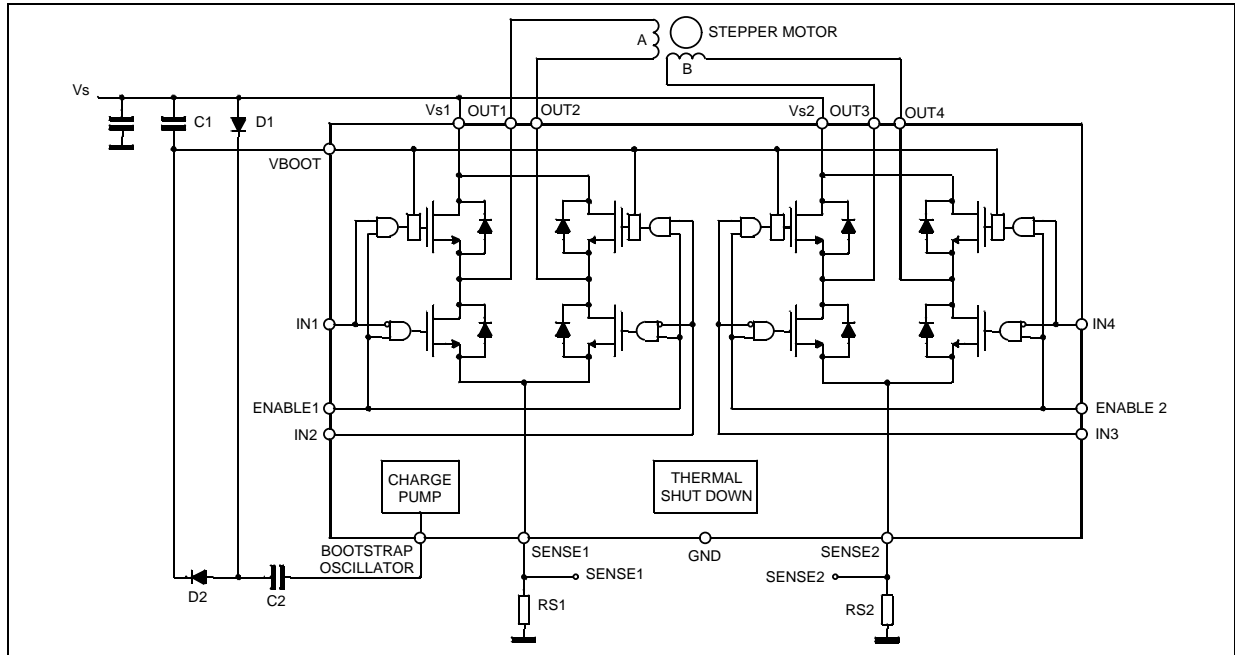 STEPPER MOTOR
A
B
Vs
C1
D1
Vs1
OUT1
OUT2
Vs2
OUT3
OUT4
VBOOT
IN1
IN4
ENABLE1
ENABLE 2
IN2
IN3
CHARGE
PUMP
THERMAL
SHUT DOWN
BOOTSTRAP
OSCILLATOR
SENSE1
GND
SENSE2
D2
C2
SENSE1
SENSE2
RS1
RS2